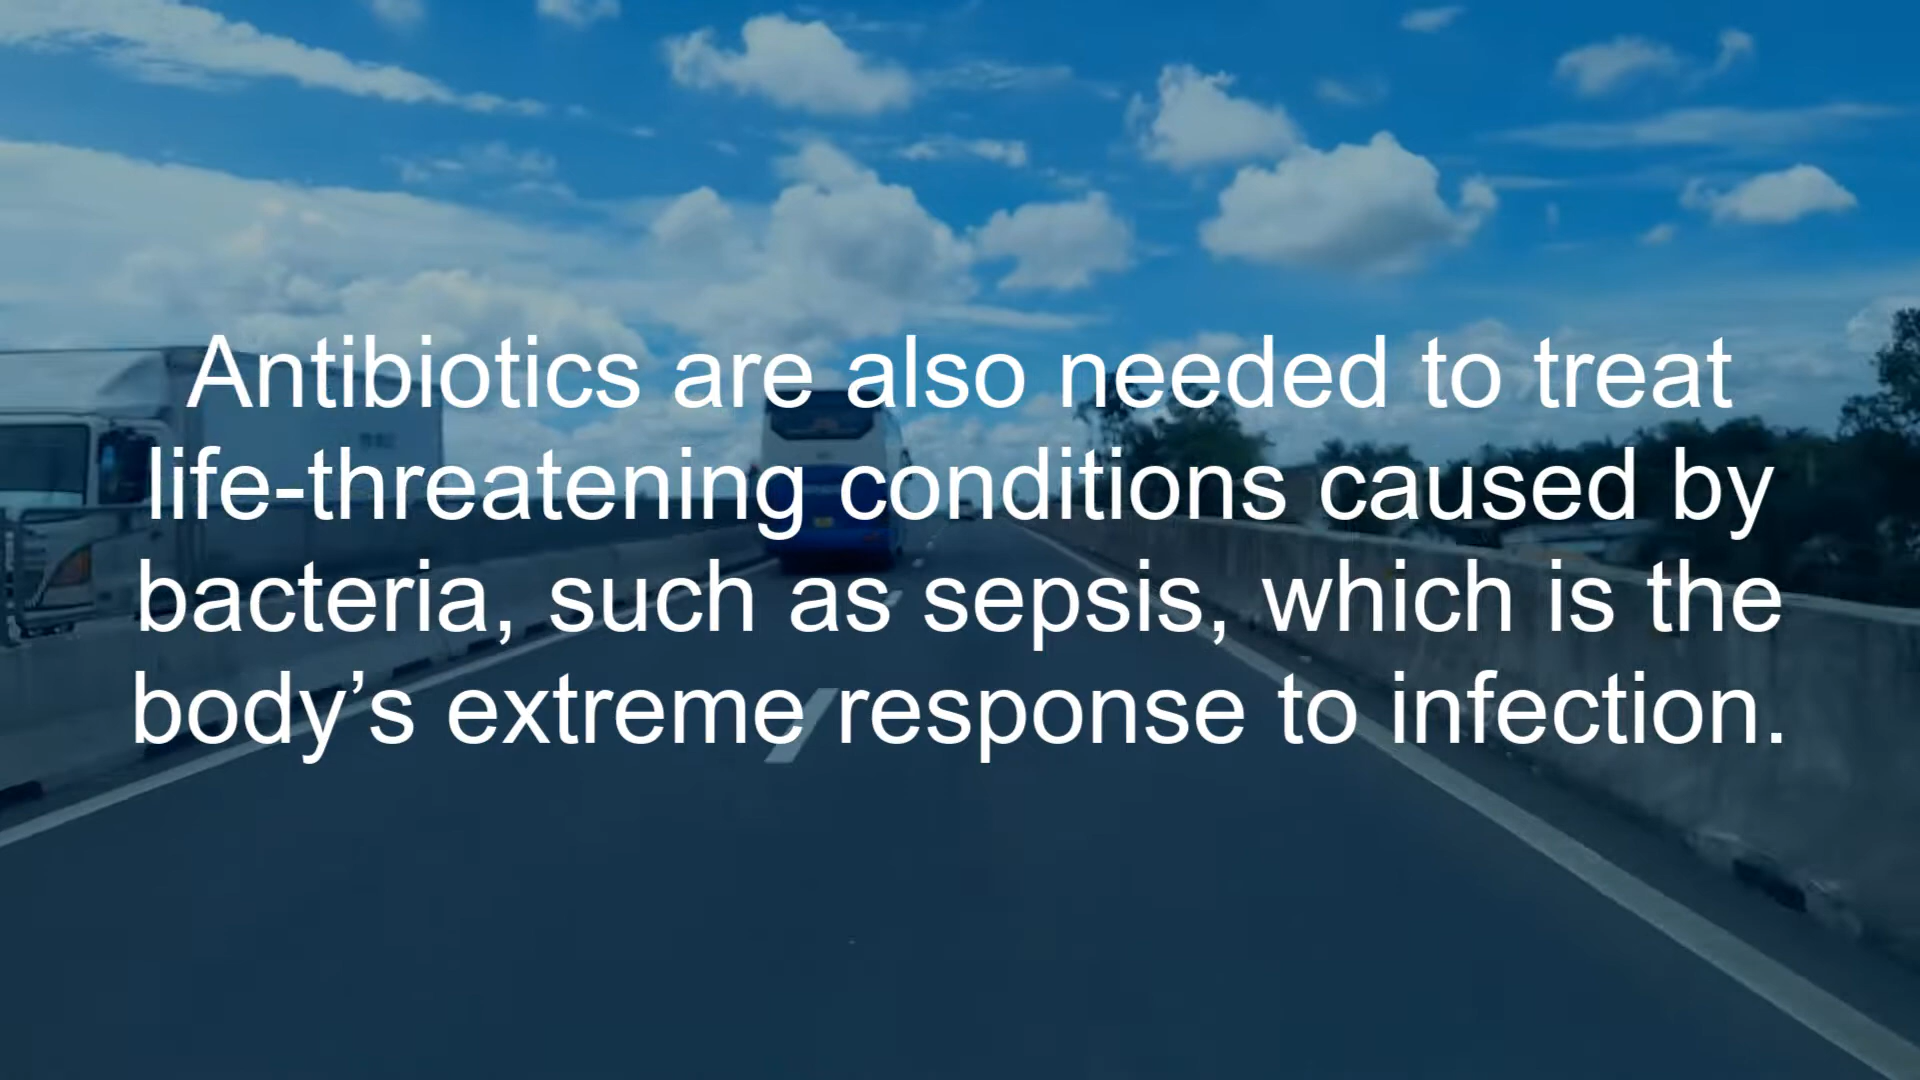 Antibiotics are also needed to treat
life-threatening conditions caused by
bacteria, such as sepsis, which is the
body’s extreme response to infection.